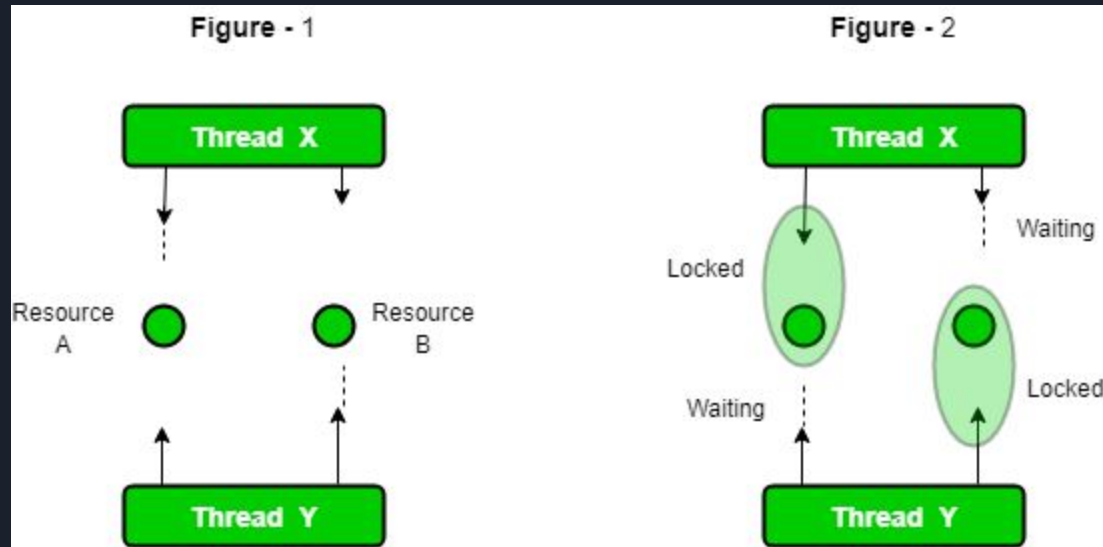 Figure - 1
Thread X
Resource
A
Resource
B
Thread Y
Figure - 2
Thread X
Waiting
Locked
Waiting
Locked
Thread Y